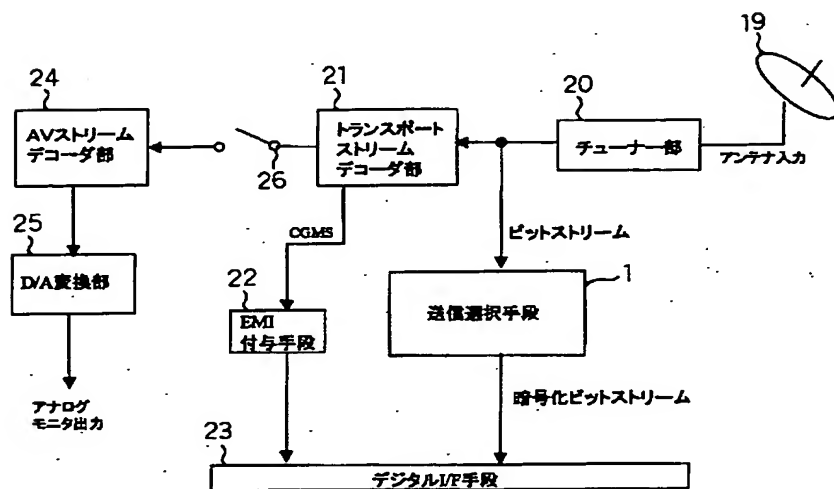 19
24
21
20
AVストリーム
デコーダ部
トランスポート
ストリーム
デコーダ部
チューナー部
26
アンテナ入力
25
CGMS
ビットストリーム
D/A変換部
22
1
EMI
付与手段
送信選択手段
アナログ
モニタ出力
暗号化ビットストリーム
23
デジタルI/F手段